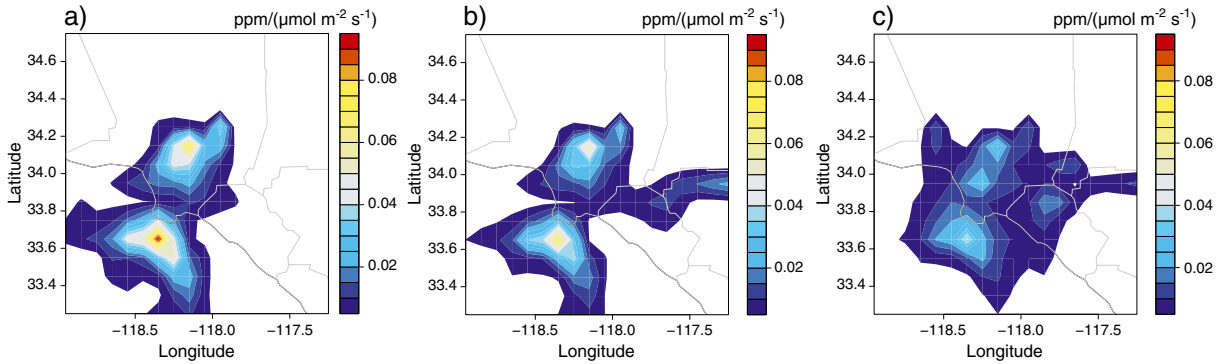 a) ppm/(μmol m⁻² s⁻¹)
34.6
34.4
34.2
34.0
33.8
33.6
33.4
Latitude
−118.5 −118.0 −117.5
Longitude
0.08
0.06
0.04
0.02
b) ppm/(μmol m⁻² s⁻¹)
34.6
34.4
34.2
34.0
33.8
33.6
33.4
Latitude
−118.5 −118.0 −117.5
Longitude
0.08
0.06
0.04
0.02
c) ppm/(μmol m⁻² s⁻¹)
34.6
34.4
34.2
34.0
33.8
33.6
33.4
Latitude
−118.5 −118.0 −117.5
Longitude
0.08
0.06
0.04
0.02